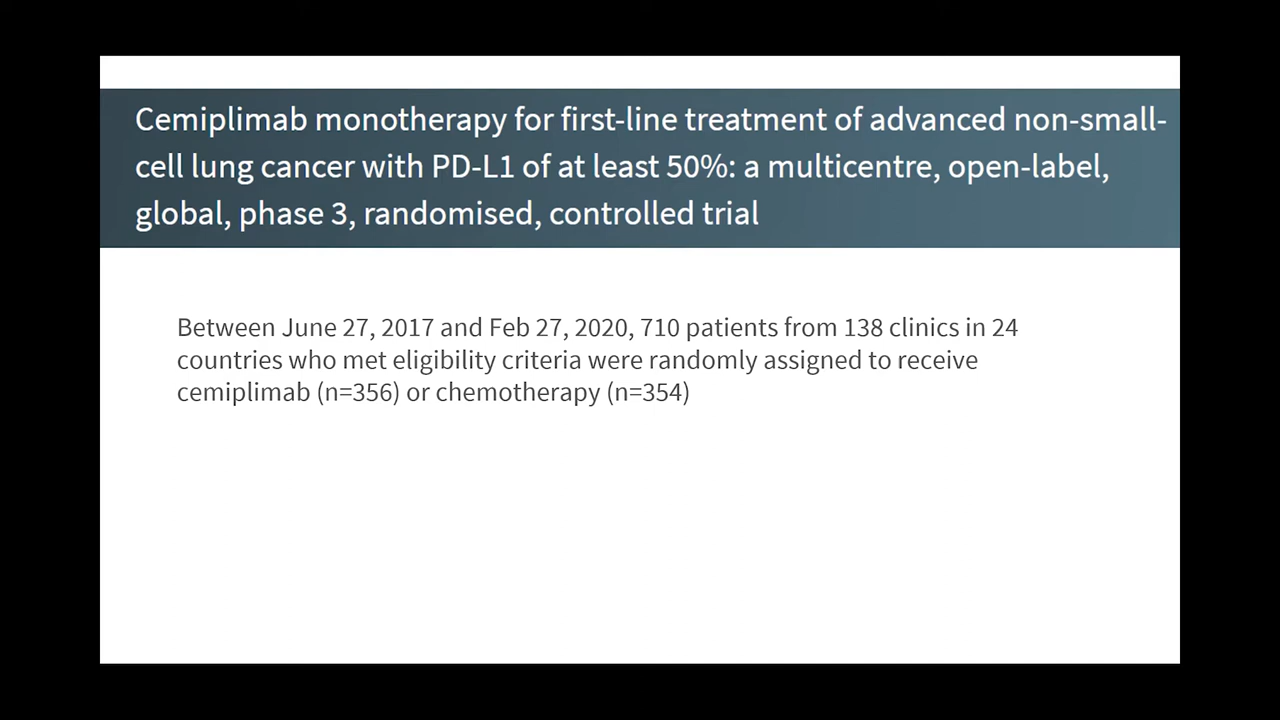 Cemiplimab monotherapy for first-line treatment of advanced non-small-
cell lung cancer with PD-L1 of at least 50%: a multicentre, open-label,
global, phase 3, randomised, controlled trial
Between June 27, 2017 and Feb 27, 2020, 710 patients from 138 clinics in 24
countries who met eligibility criteria were randomly assigned to receive
cemiplimab (n=356) or chemotherapy (n=354)